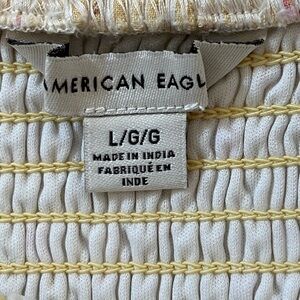 AMERICAN EAGL
L/G/G
MADE IN INDIA
FABRIQUÉ EN
INDE